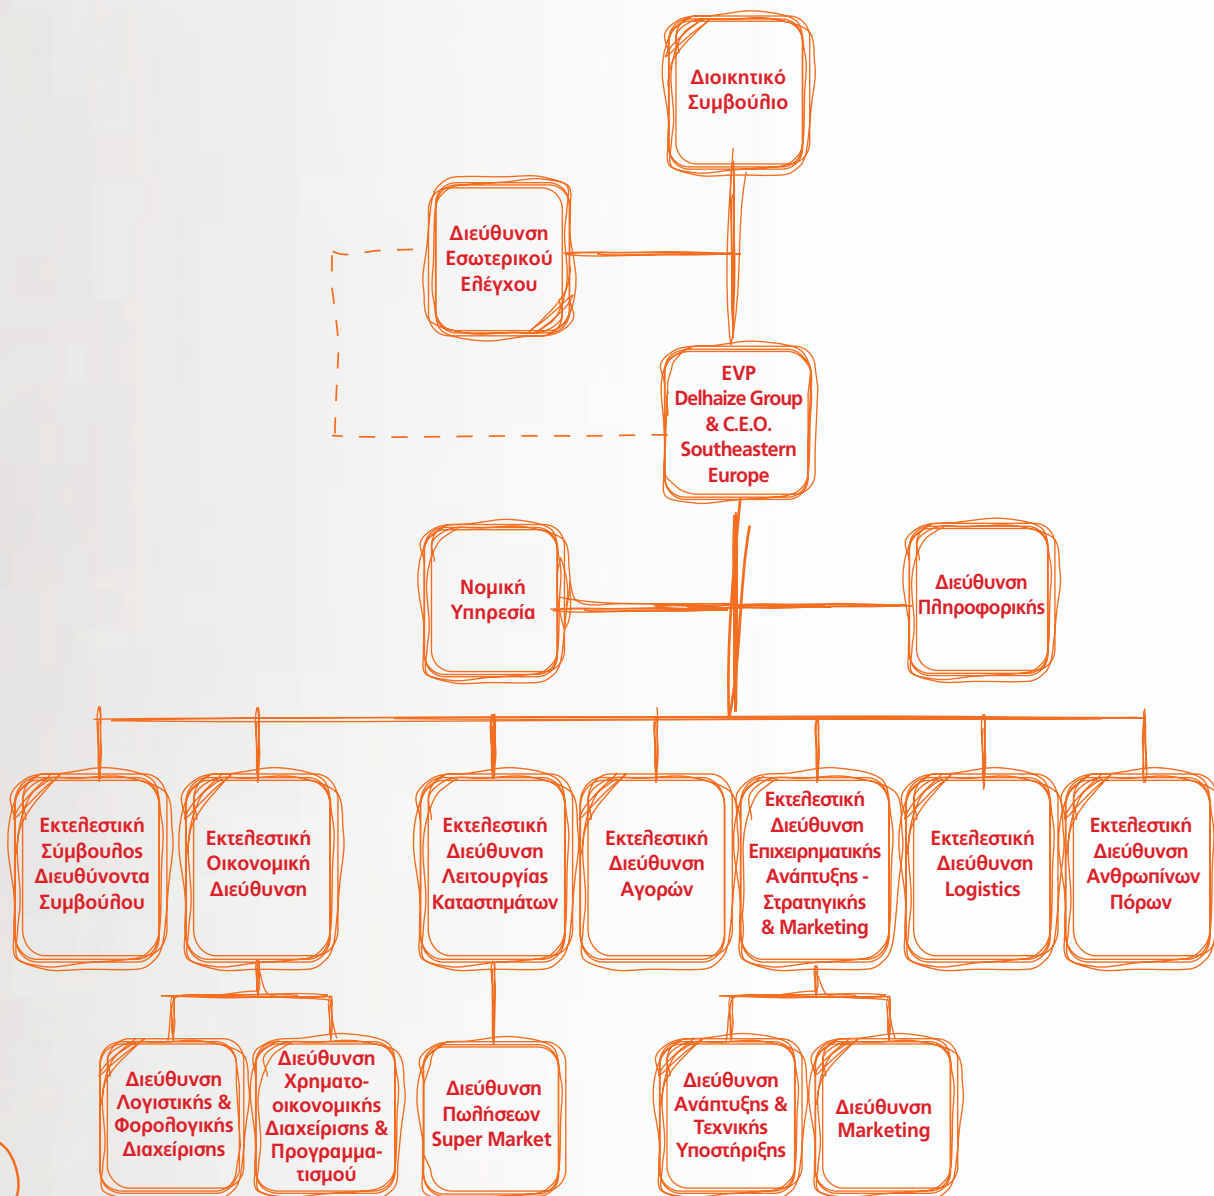 Διοικητικό
Συμβούλιο
Διεύθυνση
Εσωτερικού
Ελέγχου
EVP
Delhaize Group
& C.E.O.
Southeastern
Europe
Νομική
Υπηρεσία
Διεύθυνση
Πληροφορικής
Εκτελεστική
Σύμβουλος
Διευθύνοντα
Συμβούλου
Εκτελεστική
Οικονομική
Διεύθυνση
Εκτελεστική
Διεύθυνση
Λειτουργίας
Καταστημάτων
Εκτελεστική
Διεύθυνση
Αγορών
Εκτελεστική
Διεύθυνση
Επιχειρηματικής
Ανάπτυξης -
Στρατηγικής
& Marketing
Εκτελεστική
Διεύθυνση
Logistics
Εκτελεστική
Διεύθυνση
Ανθρωπίνων
Πόρων
Διεύθυνση
Λογιστικής &
Φορολογικής
Διαχείρισης
Διεύθυνση
Χρηματο-
οικονομικής
Διαχείρισης &
Προγραμμα-
τισμού
Διεύθυνση
Πωλήσεων
Super Market
Διεύθυνση
Ανάπτυξης &
Τεχνικής
Υποστήριξης
Διεύθυνση
Marketing